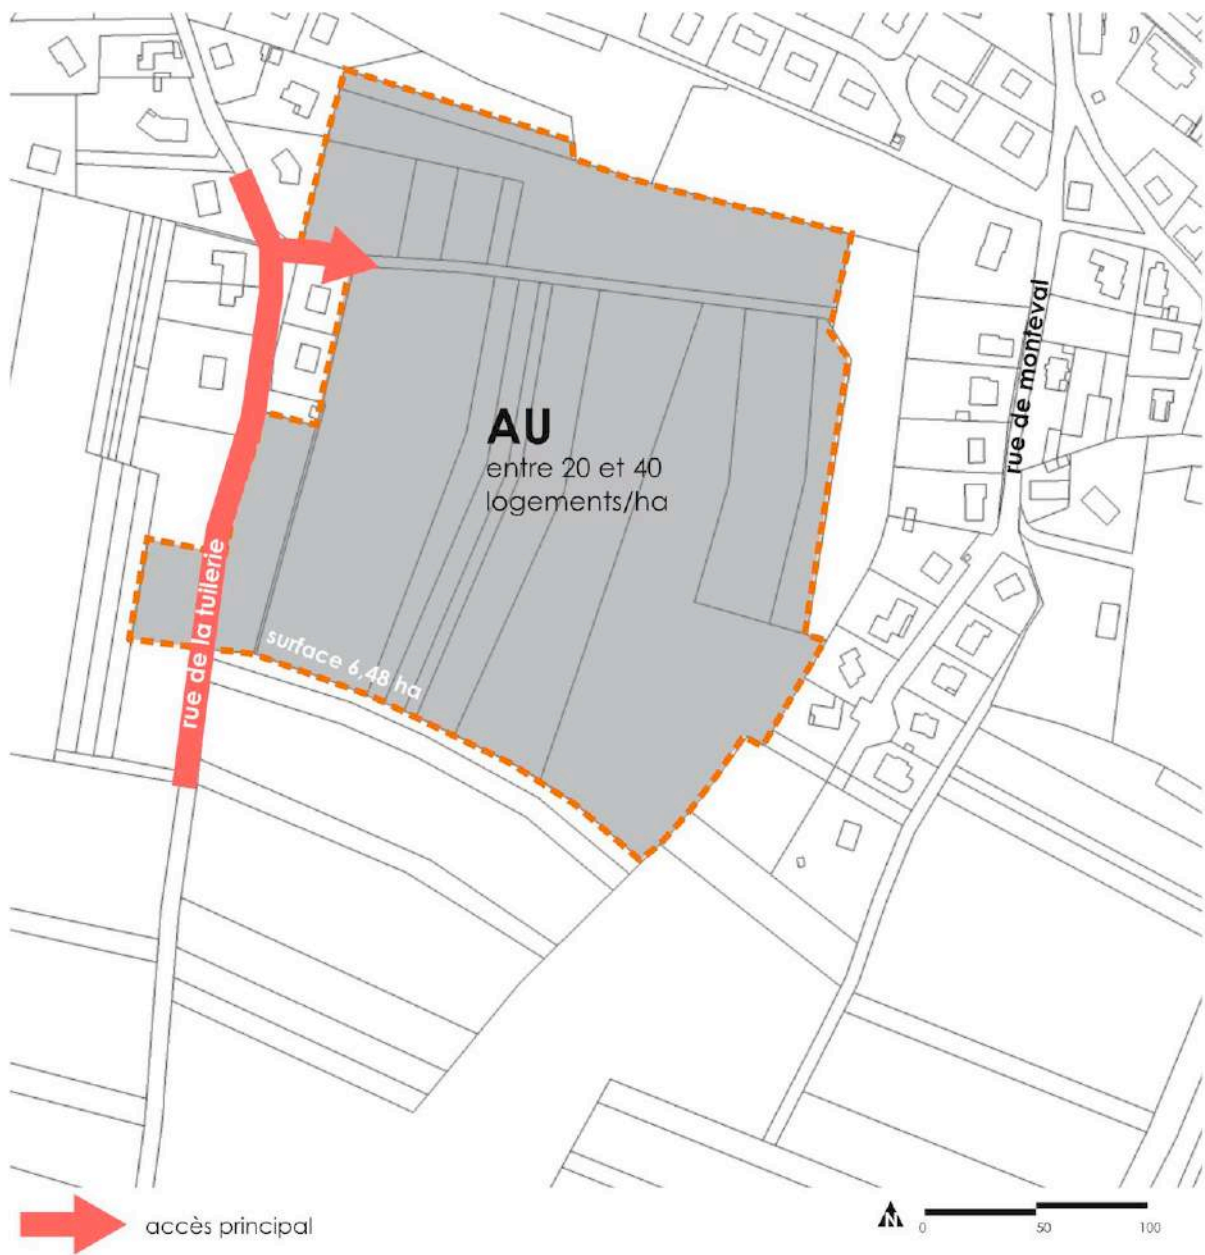 rue de monteval
AU
entre 20 et 40
logements/ha
rue de la tuilerie
surface 6,48 ha
accès principal
N
0 50 100